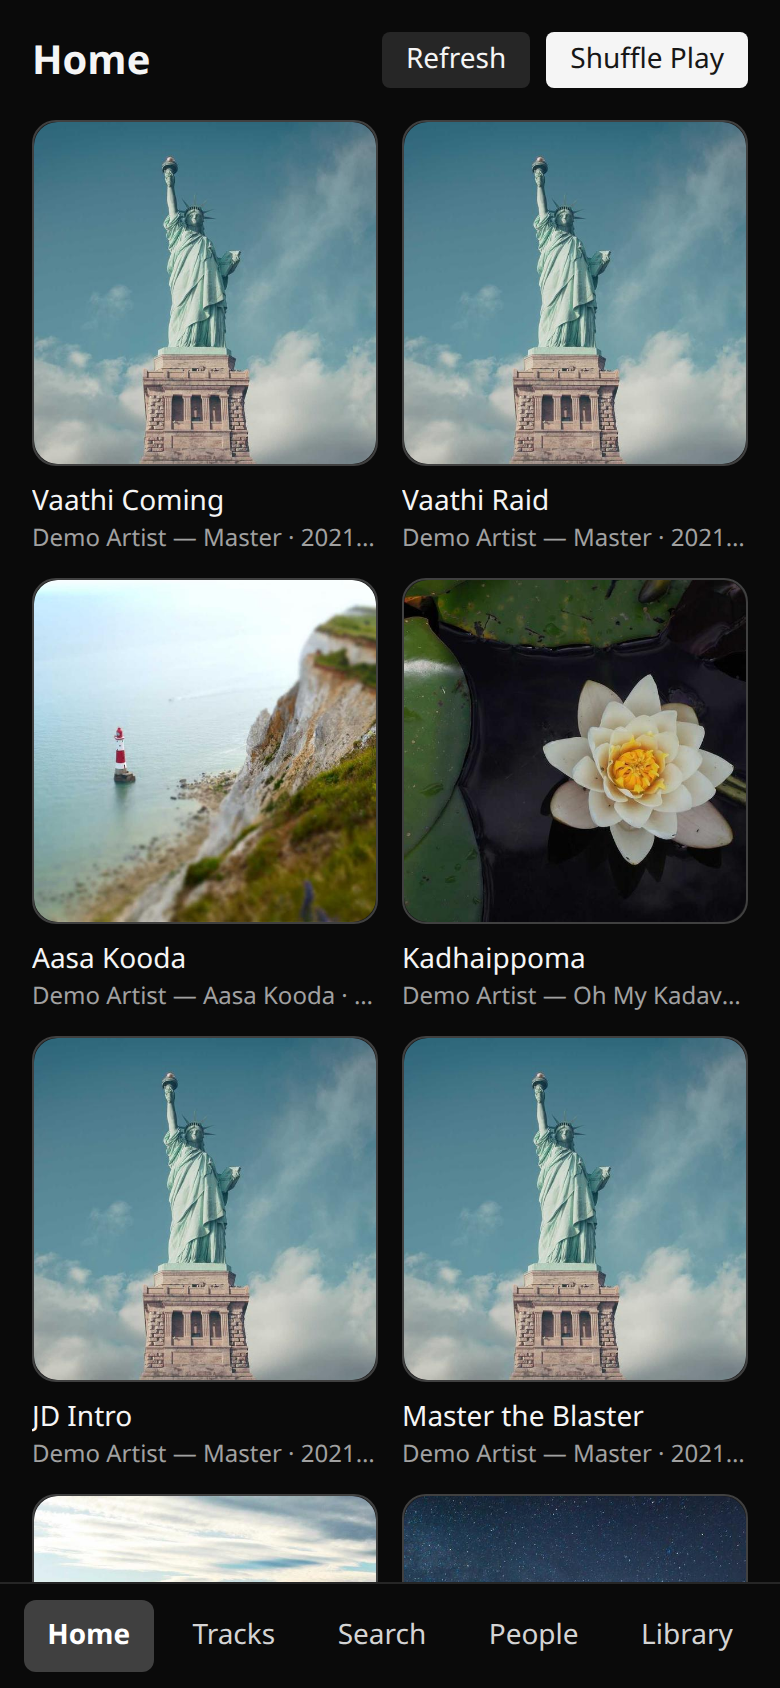 Home
Refresh
Shuffle Play
Vaathi Coming
Demo Artist — Master · 2021...
Vaathi Raid
Demo Artist — Master · 2021...
Aasa Kooda
Demo Artist — Aasa Kooda · ...
Kadhaippoma
Demo Artist — Oh My Kadav...
JD Intro
Demo Artist — Master · 2021...
Master the Blaster
Demo Artist — Master · 2021...
Home
Tracks
Search
People
Library